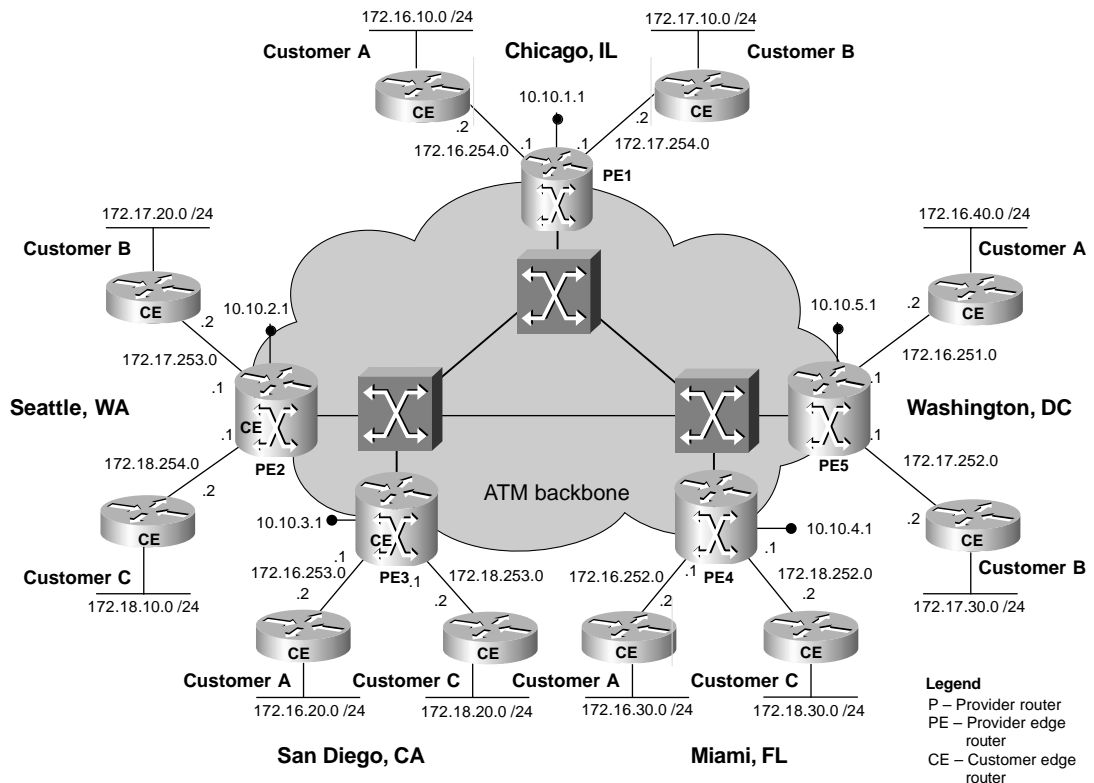 172.16.10.0 /24
172.17.10.0 /24
Customer A
Chicago, IL
Customer B
CE
10.10.1.1
CE
.2
.2
172.16.254.0
.1
.1
172.17.254.0
PE1
172.17.20.0 /24
172.16.40.0 /24
Customer B
Customer A
CE
10.10.2.1
10.10.5.1
CE
.2
.2
172.17.253.0
172.16.251.0
.1
.1
Seattle, WA
Washington, DC
CE
.1
.1
PE2
PE5
172.18.254.0
172.17.252.0
.2
ATM backbone
CE
10.10.3.1
CE
10.10.4.1
.2
CE
Customer C
.1
PE3
.1
.1
PE4
.1
Customer B
172.18.10.0 /24
172.16.253.0
172.18.253.0
172.16.252.0
172.18.252.0
172.17.30.0 /24
.2
.2
.2
.2
CE
CE
CE
CE
Customer A
Customer C
Customer A
Customer C
172.16.20.0 /24
172.18.20.0 /24
172.16.30.0 /24
172.18.30.0 /24
San Diego, CA
Miami, FL
Legend
P – Provider router
PE – Provider edge
router
CE – Customer edge
router